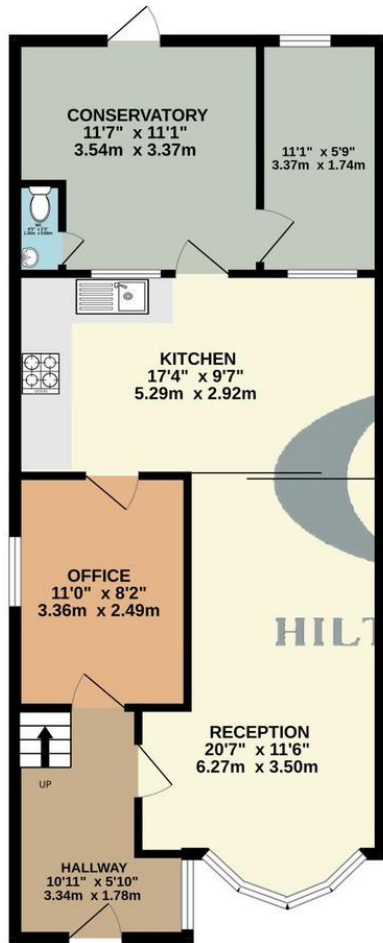 CONSERVATORY
11'7" x 11'1"
3.54m x 3.37m
11'1" x 5'9"
3.37m x 1.74m
WC
KITCHEN
17'4" x 9'7"
5.29m x 2.92m
OFFICE
11'0" x 8'2"
3.36m x 2.49m
HILT
RECEPTION
20'7" x 11'6"
6.27m x 3.50m
UP
HALLWAY
10'11" x 5'10"
3.34m x 1.78m